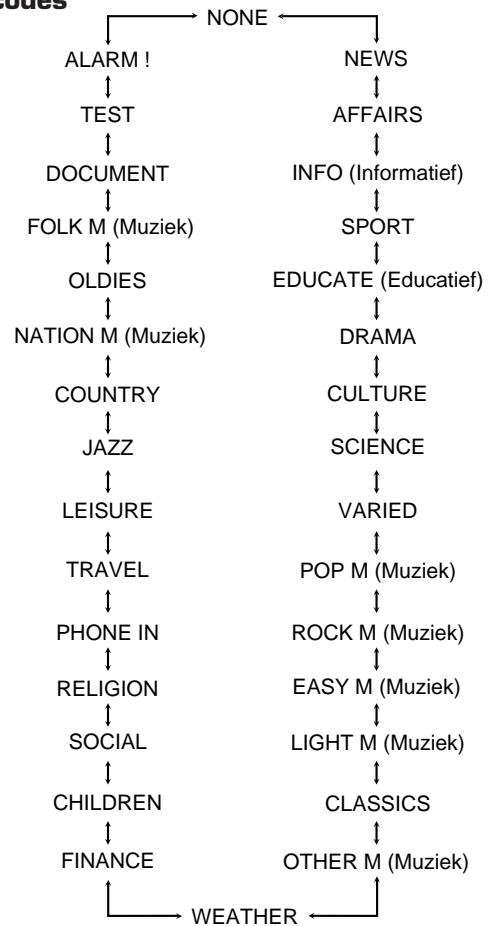 codes
NONE
ALARM !
TEST
DOCUMENT
FOLK M (Muziek)
OLDIES
NATION M (Muziek)
COUNTRY
JAZZ
LEISURE
TRAVEL
PHONE IN
RELIGION
SOCIAL
CHILDREN
FINANCE
NEWS
AFFAIRS
INFO (Informatief)
SPORT
EDUCATE (Educatief)
DRAMA
CULTURE
SCIENCE
VARIED
POP M (Muziek)
ROCK M (Muziek)
EASY M (Muziek)
LIGHT M (Muziek)
CLASSICS
OTHER M (Muziek)
WEATHER